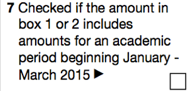 7 Checked if the amount in
box 1 or 2 includes
amounts for an academic
period beginning January -
March 2015 ▶